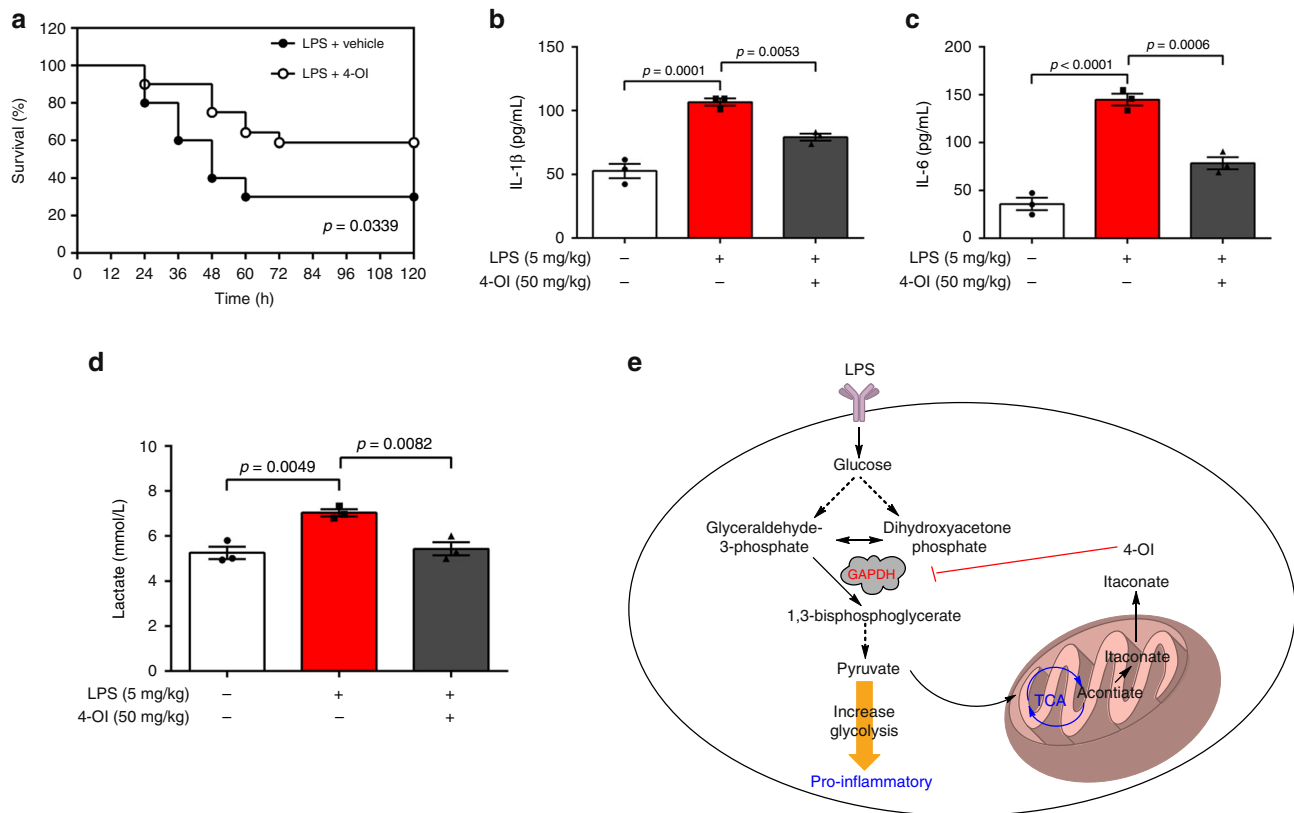 a
120
100
80
60
40
20
0
Survival (%)
LPS + vehicle
LPS + 4-OI
p = 0.0339
0 12 24 36 48 60 72 84 96 108 120
Time (h)
b
150
100
50
0
IL-1β (pg/mL)
p = 0.0001
p = 0.0053
LPS (5 mg/kg) – + +
4-OI (50 mg/kg) – – +
c
200
150
100
50
0
IL-6 (pg/mL)
p < 0.0001
p = 0.0006
LPS (5 mg/kg) – + +
4-OI (50 mg/kg) – – +
d
10
8
6
4
2
0
Lactate (mmol/L)
p = 0.0049
p = 0.0082
LPS (5 mg/kg) – + +
4-OI (50 mg/kg) – – +
e
LPS
Glucose
Glyceraldehyde-
3-phosphate
Dihydroxyacetone
phosphate
GAPDH
4-OI
1,3-bisphosphoglycerate
Itaconate
Pyruvate
Itaconate
Acontiate
TCA
Increase
glycolysis
Pro-inflammatory